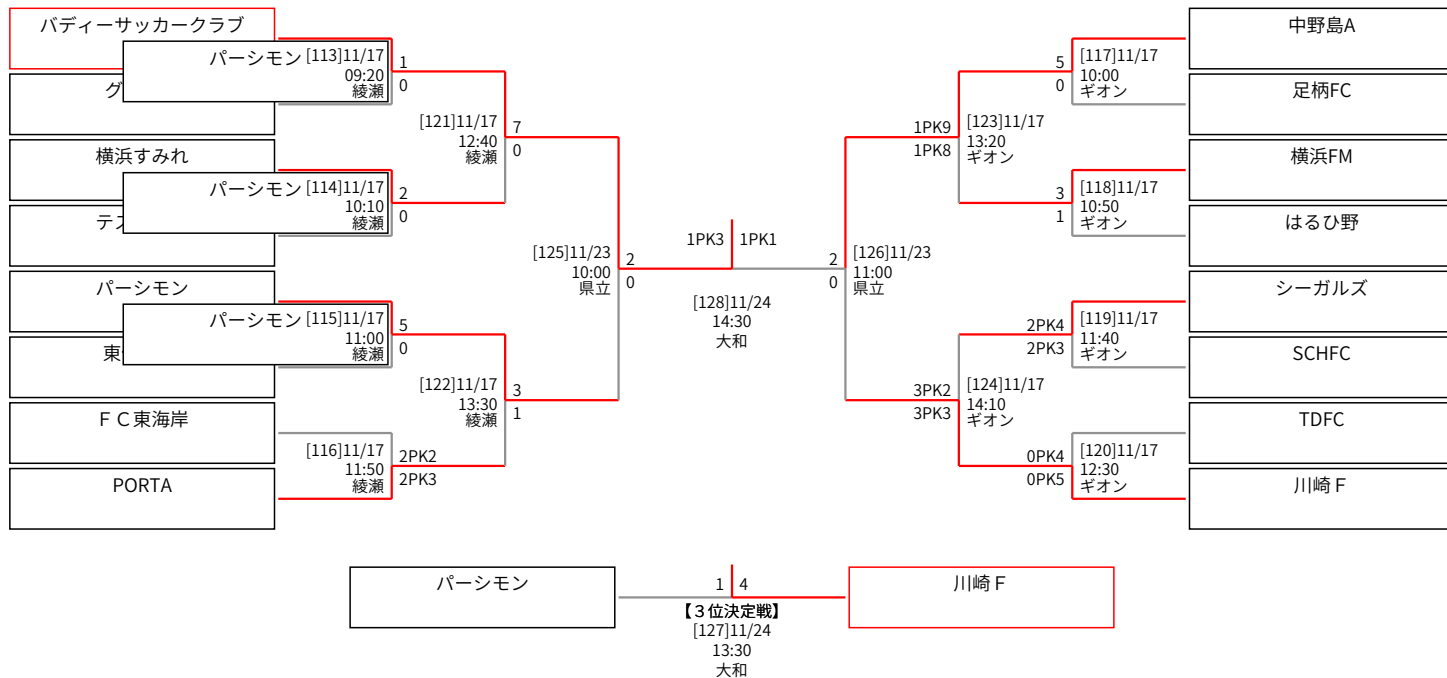 バディーサッカークラブ
パーシモン
[113]11/17
09:20
綾瀬
1
0
グ
横浜すみれ
パーシモン
[114]11/17
10:10
綾瀬
2
0
パーシモン
パーシモン
[115]11/17
11:00
綾瀬
5
0
東
ＦＣ東海岸
[116]11/17
11:50
綾瀬
2PK2
2PK3
PORTA
[121]11/17
12:40
綾瀬
7
0
[122]11/17
13:30
綾瀬
3
1
[125]11/23
10:00
県立
2
0
1PK3
1PK1
[128]11/24
14:30
大和
2
0
[126]11/23
11:00
県立
1PK9
1PK8
[123]11/17
13:20
ギオン
3PK2
3PK3
[124]11/17
14:10
ギオン
5
0
[117]11/17
10:00
ギオン
中野島A
足柄FC
3
1
[118]11/17
10:50
ギオン
横浜FM
はるひ野
2PK4
2PK3
[119]11/17
11:40
ギオン
シーガルズ
SCHFC
0PK4
0PK5
[120]11/17
12:30
ギオン
TDFC
川崎Ｆ
パーシモン
1
4
川崎Ｆ
【３位決定戦】
[127]11/24
13:30
大和